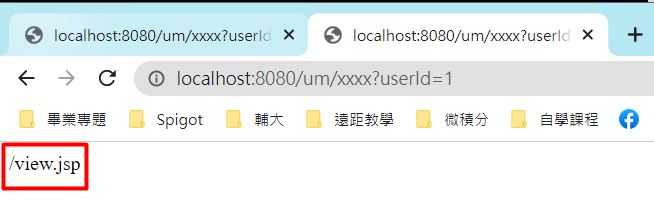 localhost:8080/um/xxxx?userId localhost:8080/um/xxxx?userId
localhost:8080/um/xxxx?userId=1
畢業專題 Spigot 輔大 遠距教學 微積分 自學課程
/view.jsp